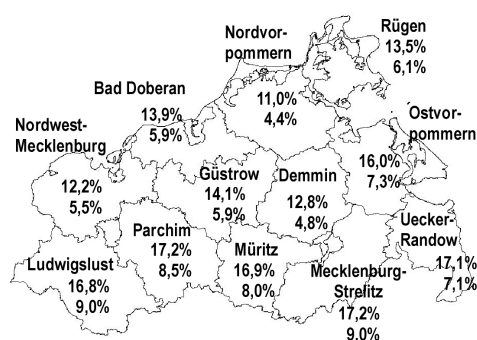 Nordvor-
pommern
11,0%
4,4%
Rügen
13,5%
6,1%
Bad Doberan
13,9%
5,9%
Ostvor-
pommern
16,0%
7,3%
Nordwest-
Mecklenburg
12,2%
5,5%
Güstrow
14,1%
5,9%
Demmin
12,8%
4,8%
Uecker-
Randow
17,1%
7,1%
Parchim
17,2%
8,5%
Müritz
16,9%
8,0%
Ludwigslust
16,8%
9,0%
Mecklenburg-
Strelitz
17,2%
9,0%